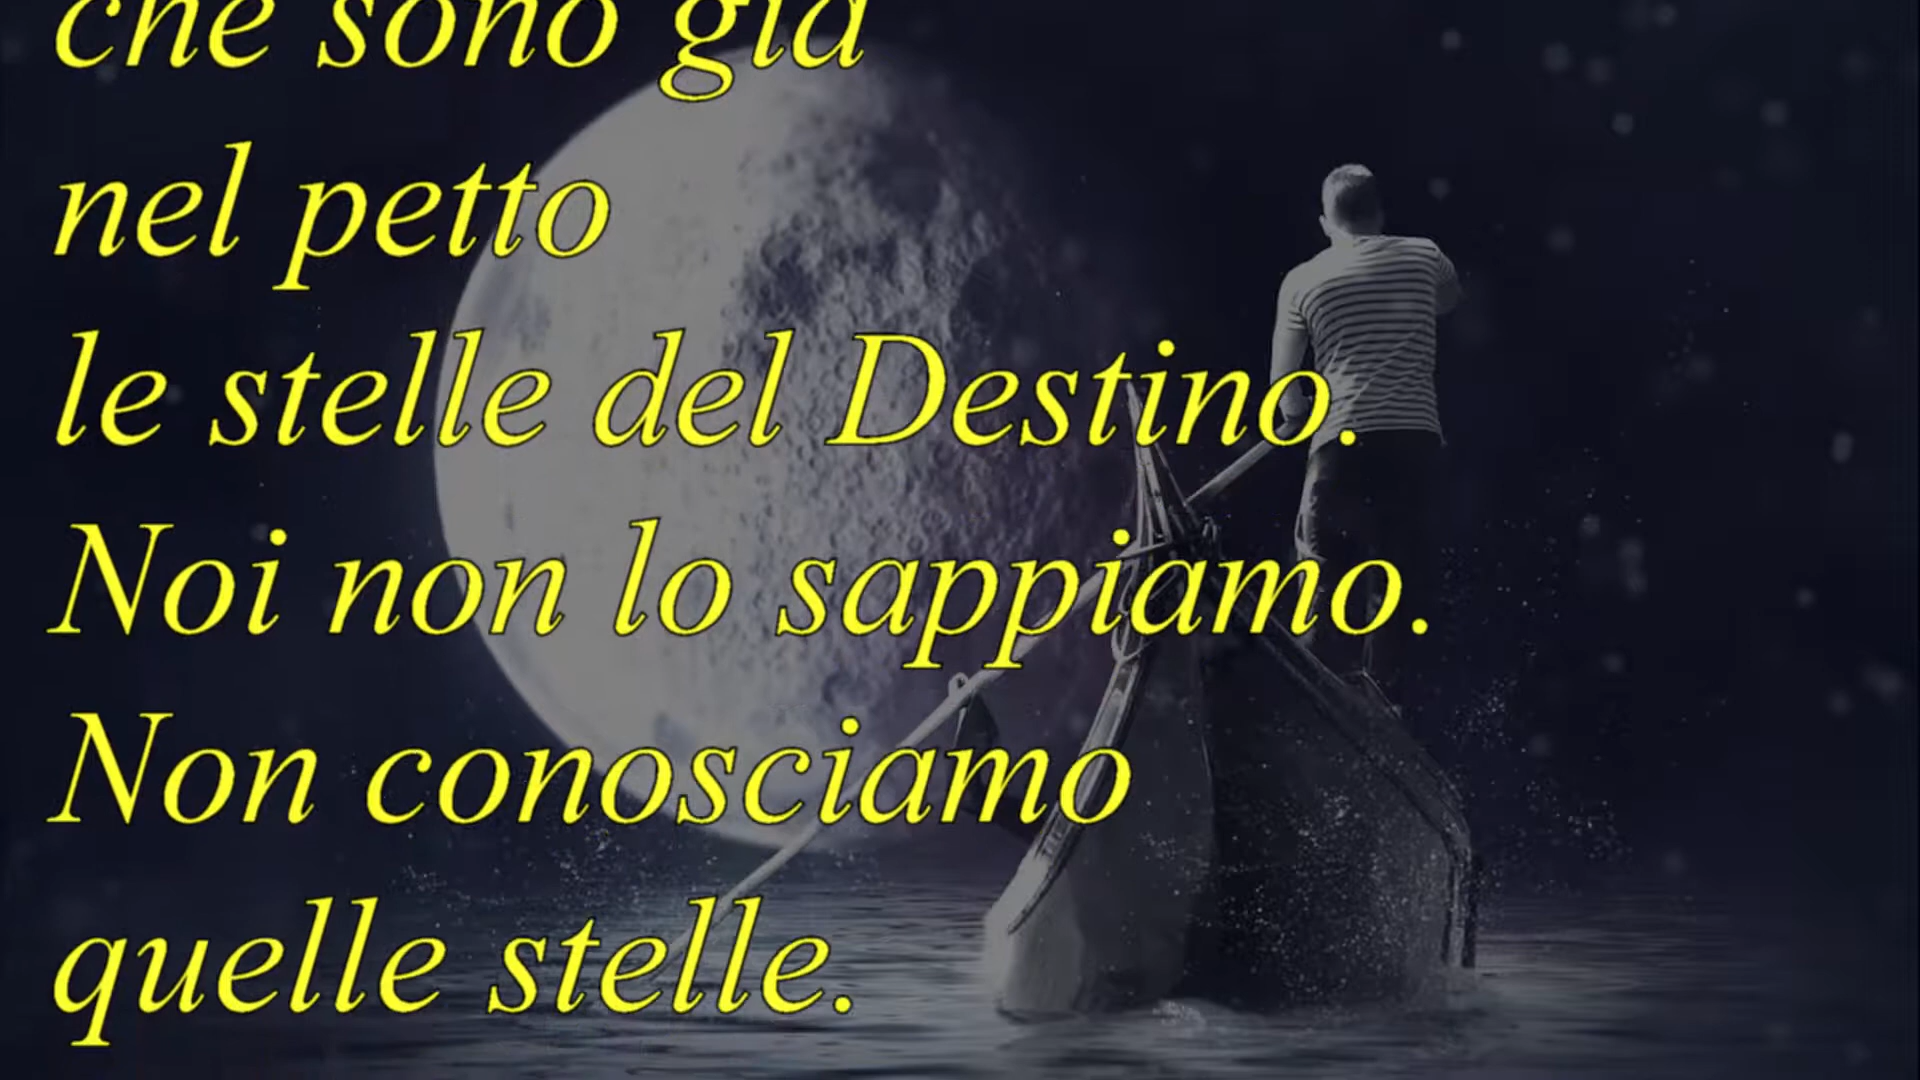 che sono già
nel petto
le stelle del Destino.
Noi non lo sappiamo.
Non conosciamo
quelle stelle.